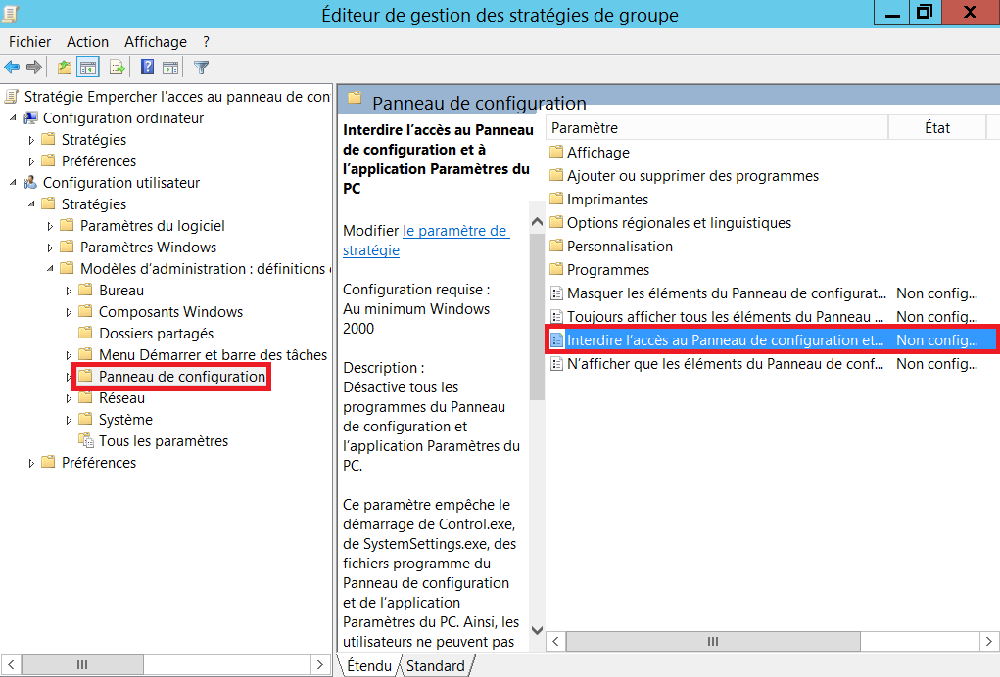 Éditeur de gestion des stratégies de groupe
Fichier Action Affichage ?
Stratégie Empercher l'acces au panneau de con
Configuration ordinateur
Stratégies
Préférences
Configuration utilisateur
Stratégies
Paramètres du logiciel
Paramètres Windows
Modèles d’administration : définitions
Bureau
Composants Windows
Dossiers partagés
Menu Démarrer et barre des tâches
Panneau de configuration
Réseau
Système
Tous les paramètres
Préférences
Panneau de configuration
Interdire l’accès au Panneau
de configuration et à
l’application Paramètres du
PC
Modifier le paramètre de
stratégie
Configuration requise :
Au minimum Windows
2000
Description :
Désactive tous les
programmes du Panneau
de configuration et
l’application Paramètres du
PC.
Ce paramètre empêche le
démarrage de Control.exe,
de SystemSettings.exe, des
fichiers programme du
Panneau de configuration
et de l’application
Paramètres du PC. Ainsi, les
utilisateurs ne peuvent pas
Paramètre État
Affichage
Ajouter ou supprimer des programmes
Imprimantes
Options régionales et linguistiques
Personnalisation
Programmes
Masquer les éléments du Panneau de configurat... Non config...
Toujours afficher tous les éléments du Panneau ... Non config...
Interdire l’accès au Panneau de configuration et... Non config...
N’afficher que les éléments du Panneau de conf... Non config...
Étendu Standard